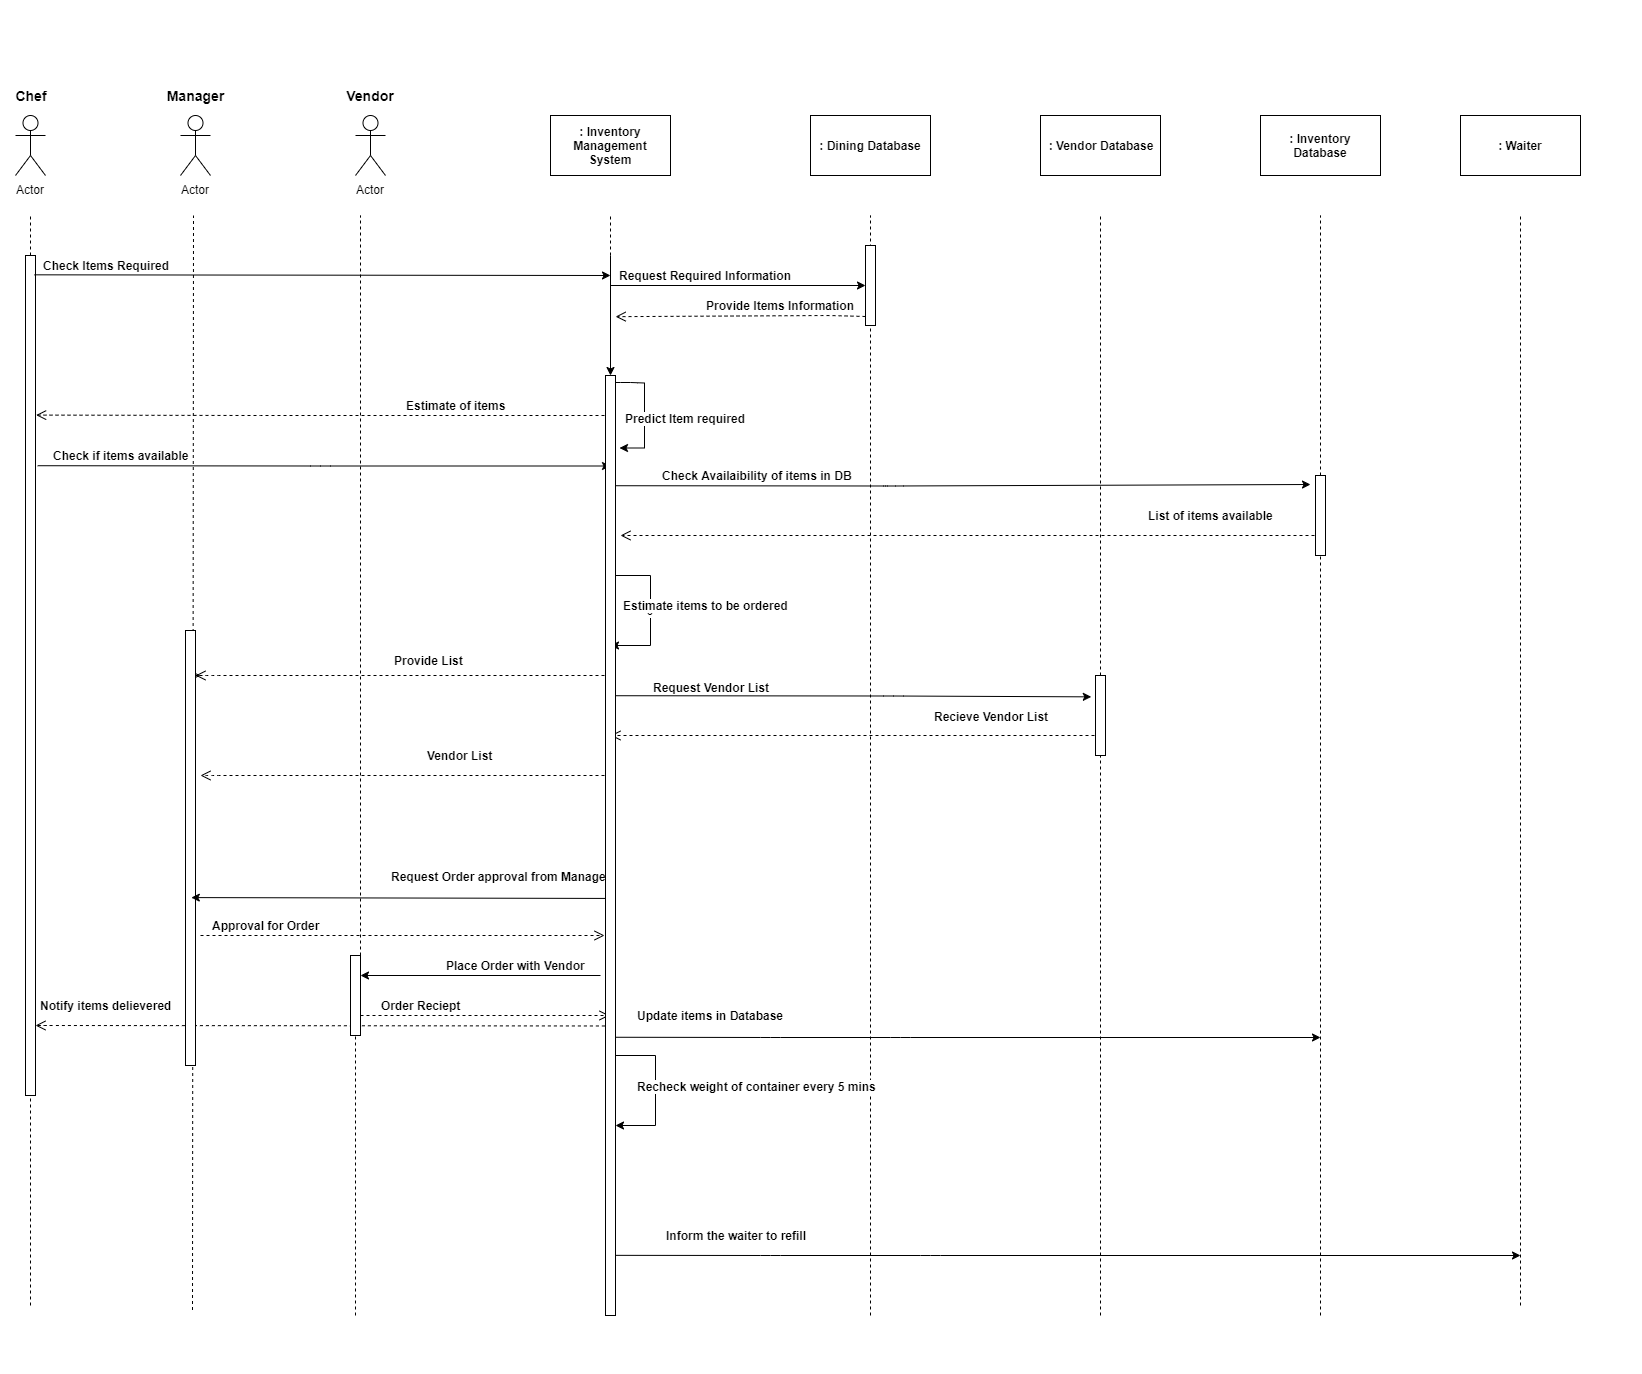 Chef
Manager
Vendor
Actor
Actor
Actor
: Inventory
Management
System
: Dining Database
: Vendor Database
: Inventory
Database
: Waiter
Check Items Required
Request Required Information
Provide Items Information
Estimate of items
Predict Item required
Check if items available
Check Availaibility of items in DB
List of items available
Estimate items to be ordered
Provide List
Request Vendor List
Recieve Vendor List
Vendor List
Request Order approval from Manage
Approval for Order
Place Order with Vendor
Notify items delievered
Order Reciept
Update items in Database
Recheck weight of container every 5 mins
Inform the waiter to refill